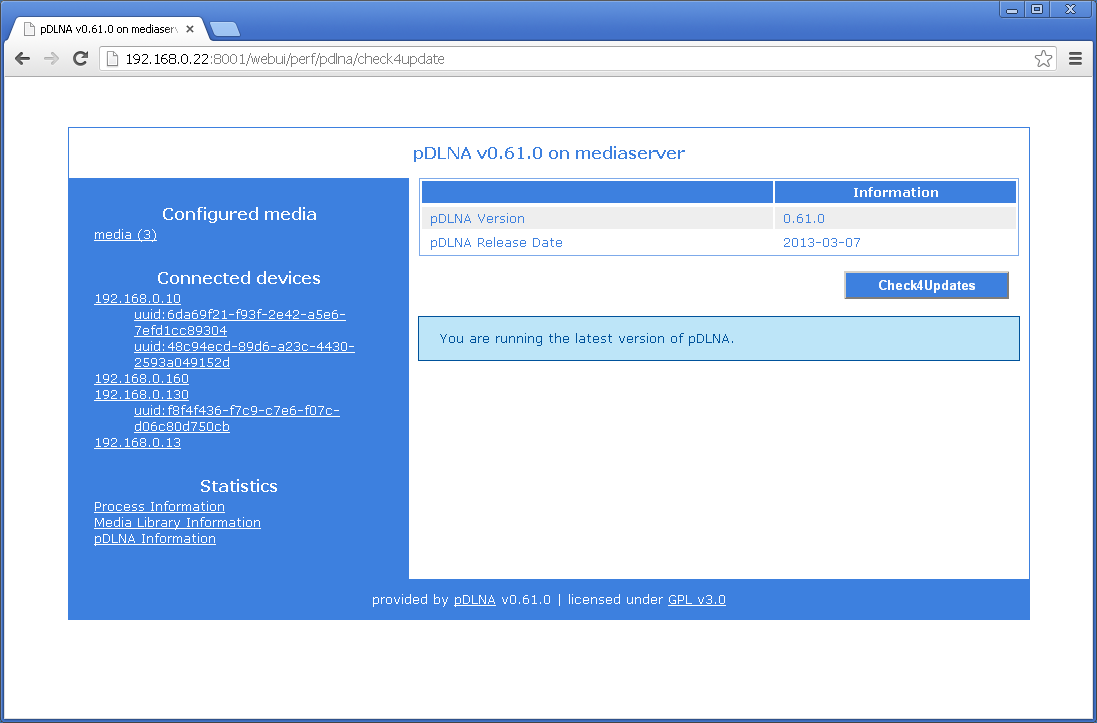 pDLNA v0.61.0 on mediaserv
192.168.0.22:8001/webui/perf/pdlna/check4update
pDLNA v0.61.0 on mediaserver
Configured media
media (3)
Connected devices
192.168.0.10
uuid:6da69f21-f93f-2e42-a5e6-
7efd1cc89304
uuid:48c94ecd-89d6-a23c-4430-
2593a049152d
192.168.0.160
192.168.0.130
uuid:f8f4f436-f7c9-c7e6-f07c-
d06c80d750cb
192.168.0.13
Statistics
Process Information
Media Library Information
pDLNA Information
Information
pDLNA Version 0.61.0
pDLNA Release Date 2013-03-07
Check4Updates
You are running the latest version of pDLNA.
provided by pDLNA v0.61.0 | licensed under GPL v3.0